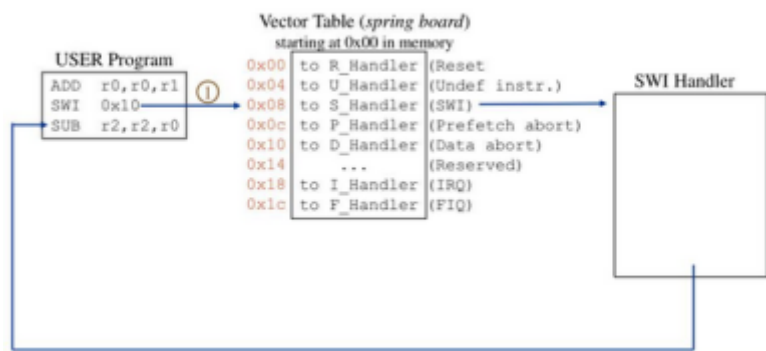 Vector Table (spring board)
starting at 0x00 in memory
USER Program
ADD r0,r0,r1
SWI 0x10
SUB r2,r2,r0
1
0x00 to R_Handler (Reset
0x04 to U_Handler (Undef instr.)
0x08 to S_Handler (SWI)
0x0c to P_Handler (Prefetch abort)
0x10 to D_Handler (Data abort)
0x14 ... (Reserved)
0x18 to I_Handler (IRQ)
0x1c to F_Handler (FIQ)
SWI Handler